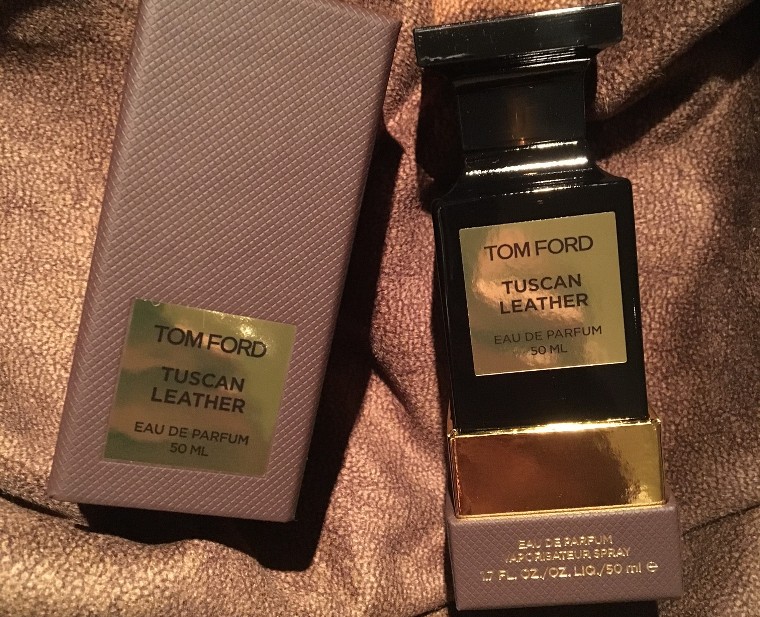 TOM FORD
TUSCAN
LEATHER
EAU DE PARFUM
50 ML
TOM FORD
TUSCAN
LEATHER
EAU DE PARFUM
50 ML
EAU DE PARFUM
VAPORISATEUR SPRAY
1.7 FL. OZ./OZ. LIQ./50 ml ℮